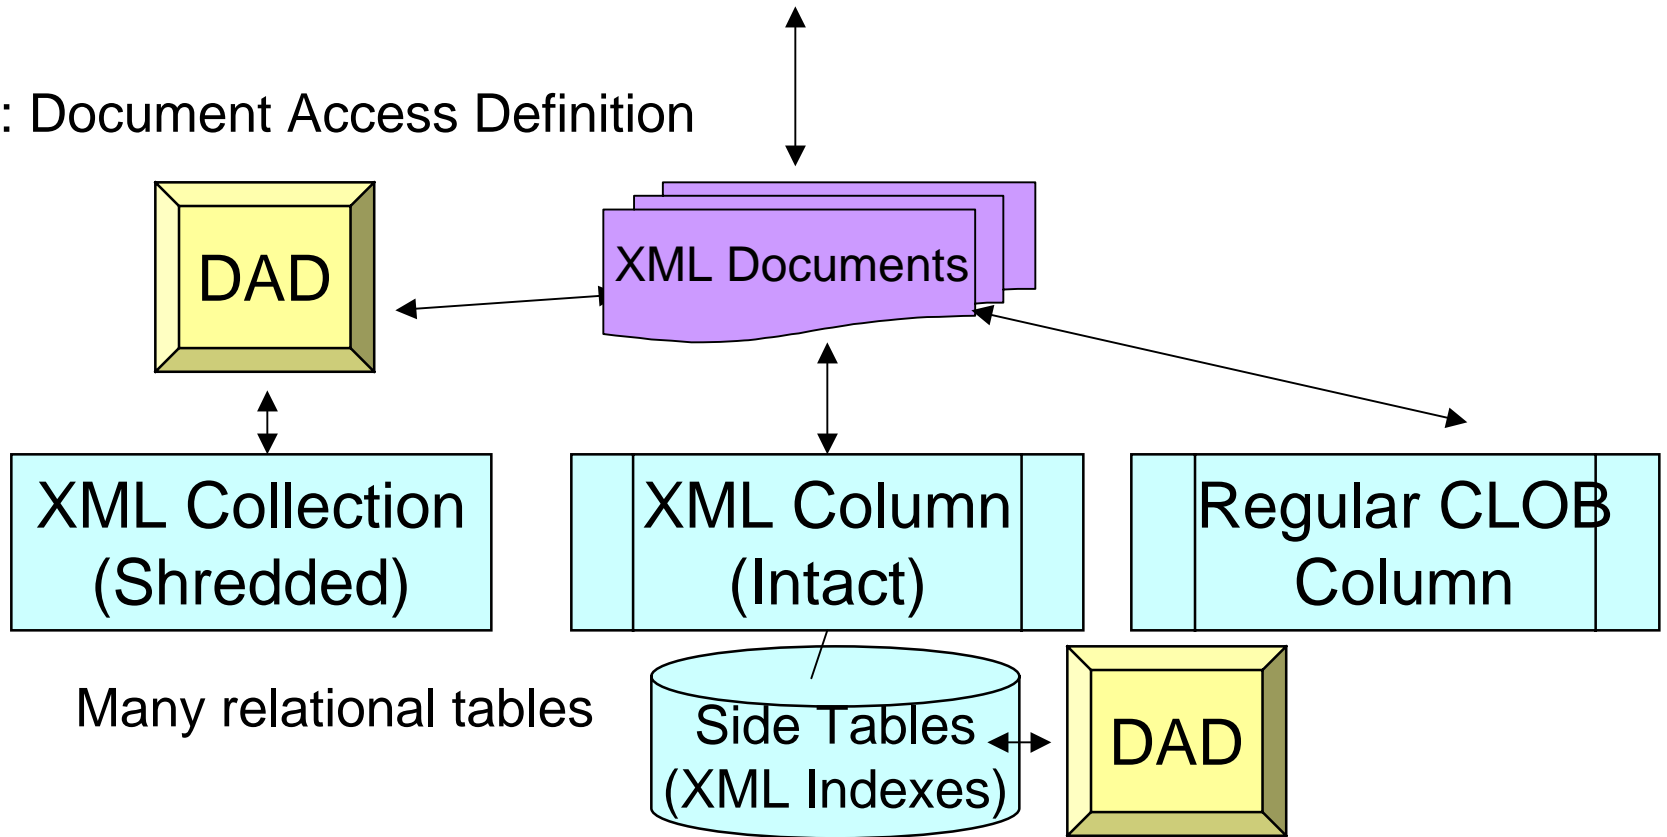 : Document Access Definition
DAD
XML Documents
XML Collection
(Shredded)
XML Column
(Intact)
Regular CLOB
Column
Many relational tables
Side Tables
(XML Indexes)
DAD